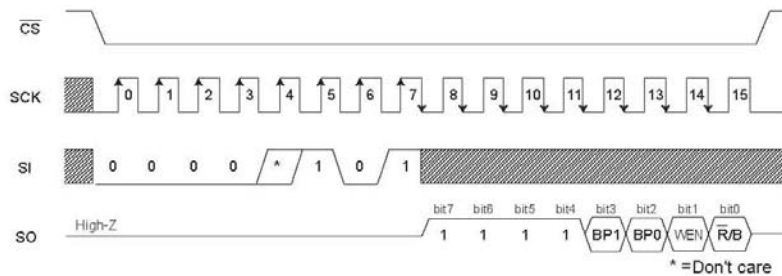 CS
SCK 0 1 2 3 4 5 6 7 8 9 10 11 12 13 14 15
SI 0 0 0 0 * 1 0 1
bit7 bit6 bit5 bit4 bit3 bit2 bit1 bit0
SO High-Z 1 1 1 1 BP1 BP0 WEN R/B
* =Don't care